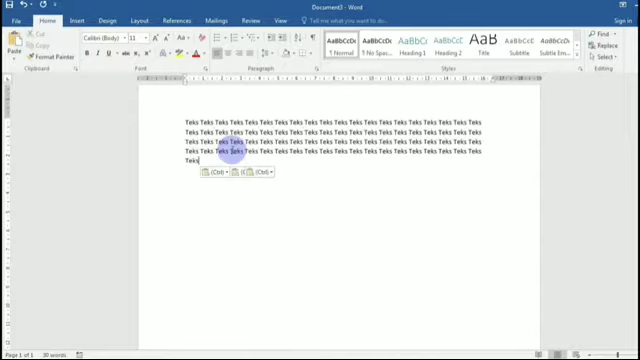 Document3 - Word
File Home Insert Design Layout References Mailings Review View Tell me what you want to do... Sign in
Paste
Cut
Copy
Format Painter
Clipboard
Calibri (Body) 11
Font
Paragraph
AaBbCcDc AaBbCcDc AaBbCc AaBbCcC AaB AaBbCcC AaBbCcDc
¶ Normal ¶ No Spac... Heading 1 Heading 2 Title Subtitle Subtle Em...
Styles
Find
Replace
Select
Editing
Teks Teks Teks Teks Teks Teks Teks Teks Teks Teks Teks Teks Teks Teks Teks Teks Teks Teks Teks Teks
Teks Teks Teks Teks Teks Teks Teks Teks Teks Teks Teks Teks Teks Teks Teks Teks Teks Teks Teks Teks
Teks Teks Teks Teks Teks Teks Teks Teks Teks Teks Teks Teks Teks Teks Teks Teks Teks Teks Teks Teks
Teks Teks Teks Teks Teks Teks Teks Teks Teks Teks Teks Teks Teks Teks Teks Teks Teks Teks Teks Teks
Teks
(Ctrl) (Ctrl)
Page 1 of 1 30 words